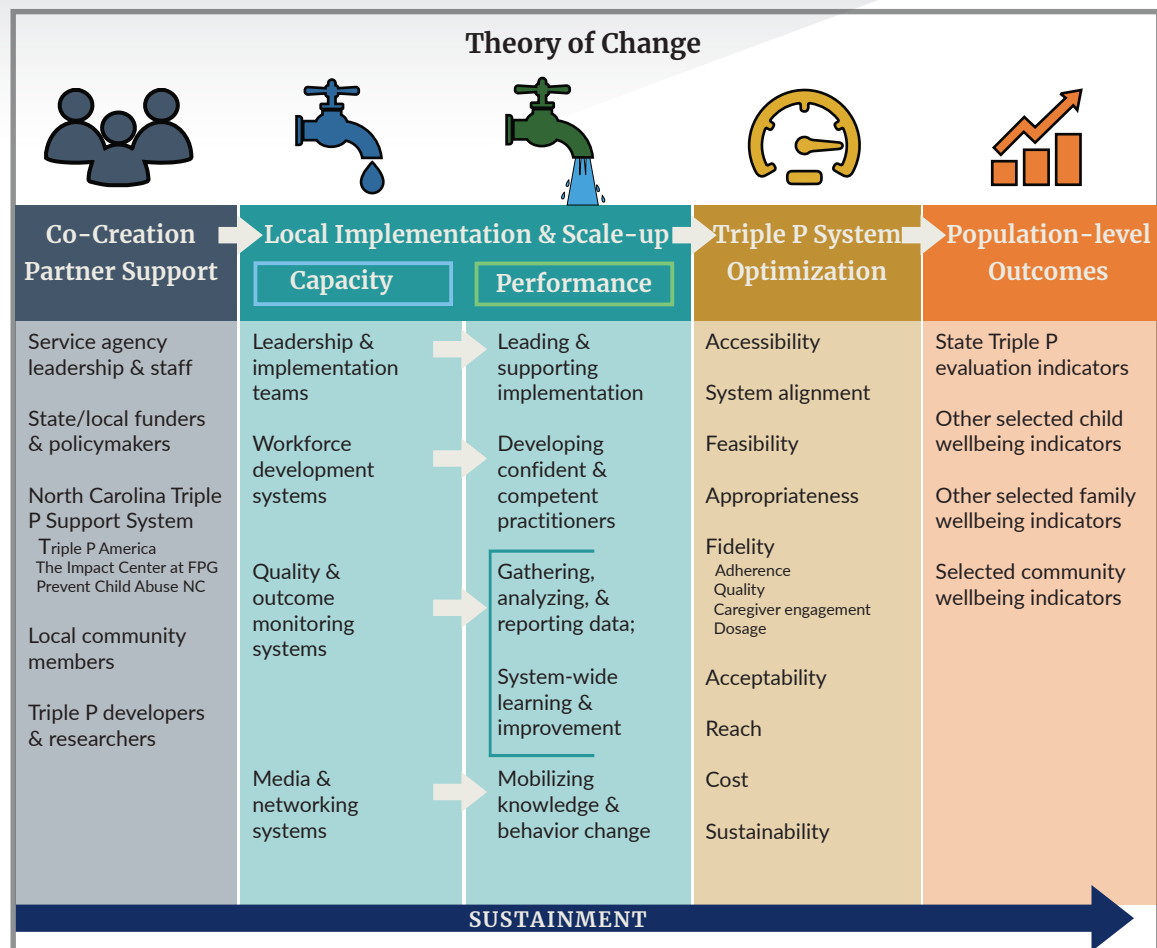 Theory of Change
Co-Creation
Partner Support
Local Implementation & Scale-up
Capacity
Performance
Triple P System
Optimization
Population-level
Outcomes
Service agency
leadership & staff
State/local funders
& policymakers
North Carolina Triple
P Support System
Triple P America
The Impact Center at FPG
Prevent Child Abuse NC
Local community
members
Triple P developers
& researchers
Leadership &
implementation
teams
Workforce
development
systems
Quality &
outcome
monitoring
systems
Media &
networking
systems
Leading &
supporting
implementation
Developing
confident &
competent
practitioners
Gathering,
analyzing, &
reporting data;
System-wide
learning &
improvement
Mobilizing
knowledge &
behavior change
Accessibility
System alignment
Feasibility
Appropriateness
Fidelity
Adherence
Quality
Caregiver engagement
Dosage
Acceptability
Reach
Cost
Sustainability
State Triple P
evaluation indicators
Other selected child
wellbeing indicators
Other selected family
wellbeing indicators
Selected community
wellbeing indicators
SUSTAINMENT